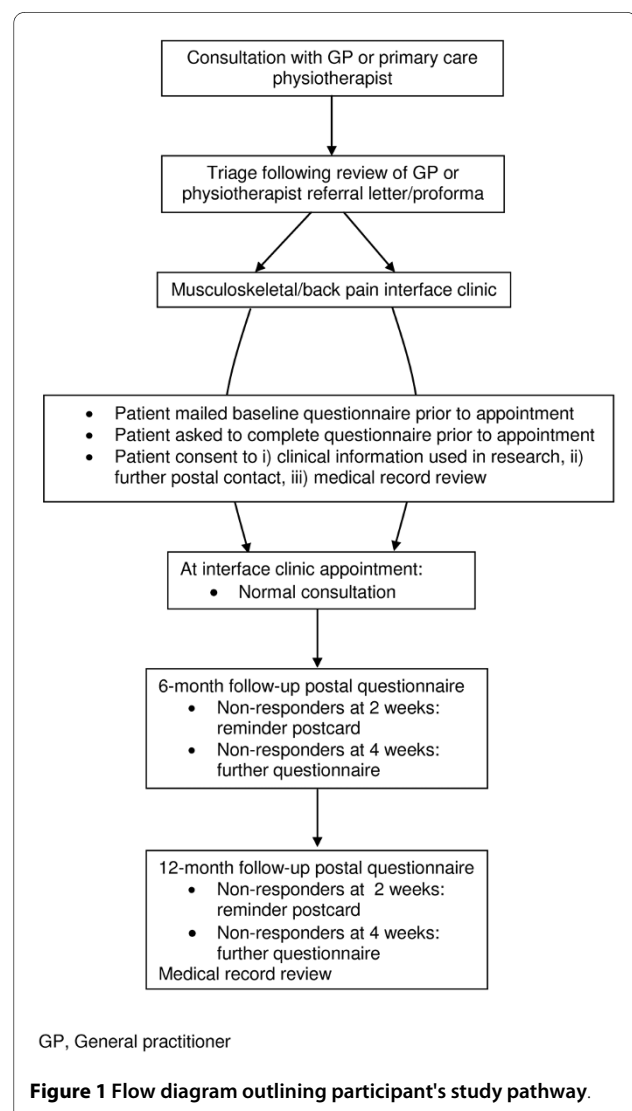 Consultation with GP or primary care
physiotherapist
Triage following review of GP or
physiotherapist referral letter/proforma
Musculoskeletal/back pain interface clinic
• Patient mailed baseline questionnaire prior to appointment
• Patient asked to complete questionnaire prior to appointment
• Patient consent to i) clinical information used in research, ii)
further postal contact, iii) medical record review
At interface clinic appointment:
• Normal consultation
6-month follow-up postal questionnaire
• Non-responders at 2 weeks:
reminder postcard
• Non-responders at 4 weeks:
further questionnaire
12-month follow-up postal questionnaire
• Non-responders at 2 weeks:
reminder postcard
• Non-responders at 4 weeks:
further questionnaire
Medical record review
GP, General practitioner
Figure 1 Flow diagram outlining participant's study pathway.